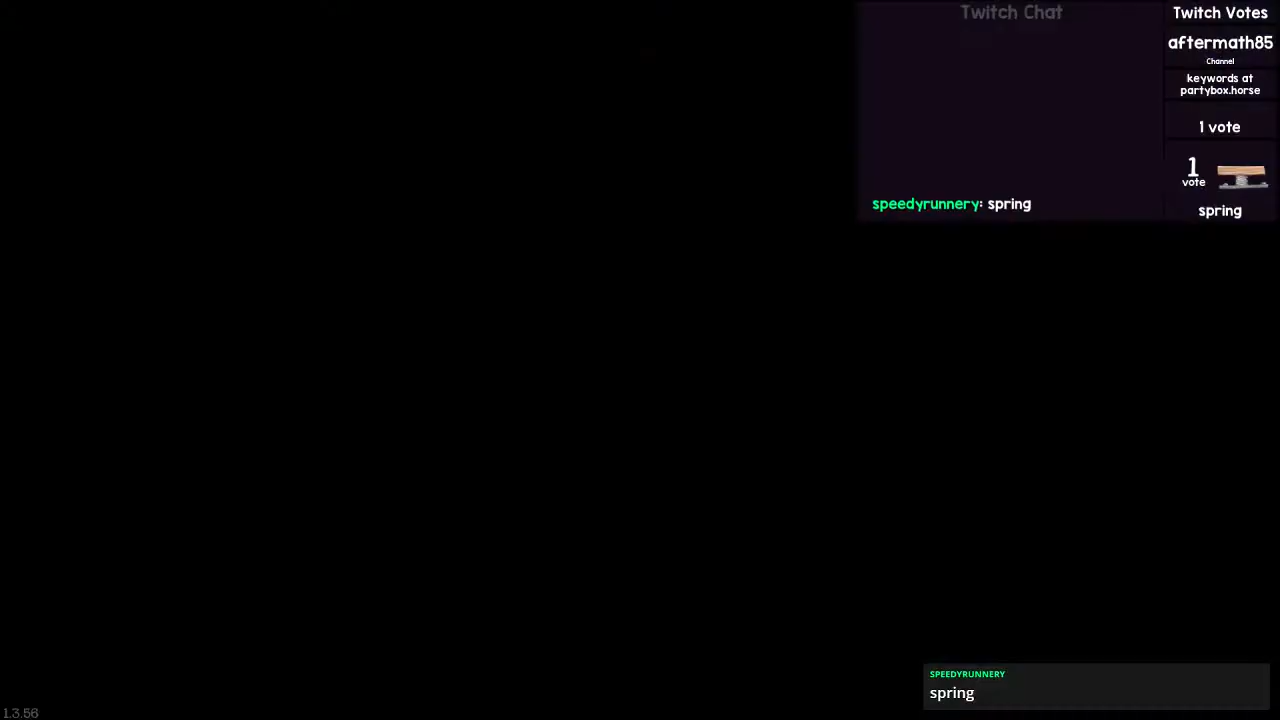 Twitch Chat
speedyrunnery: spring
Twitch Votes
aftermath85
Channel
keywords at
partybox.horse
1 vote
1
vote
spring
SPEEDYRUNNERY
spring
1.3.56